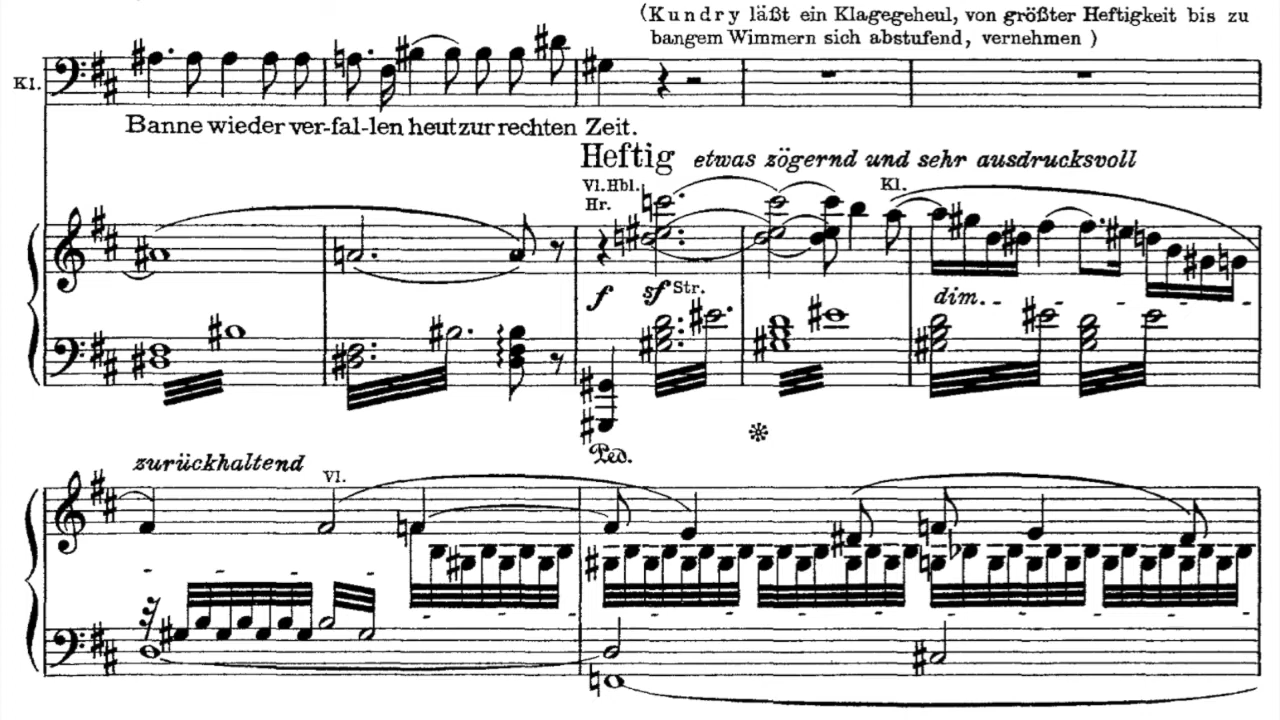 (Kundry läßt ein Klagegeheul, von größter Heftigkeit bis zu
bangem Wimmern sich abstufend, vernehmen)
Kl.
Banne wieder ver-fal-len heut zur rechten Zeit.
Heftig etwas zögernd und sehr ausdrucksvoll
Vl. Hbl. Kl.
Hr.
f sf Str. dim.
Ped.
zurückhaltend
Vl.